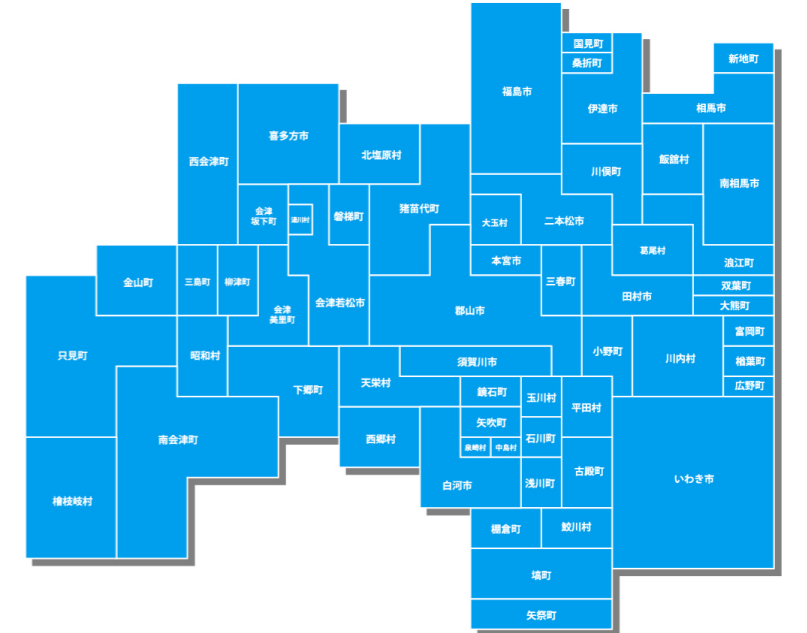 国見町
桑折町
新地町
福島市
伊達市
相馬市
喜多方市
北塩原村
西会津町
飯舘村
川俣町
南相馬市
会津
坂下町
湯川村
磐梯町
猪苗代町
大玉村
二本松市
葛尾村
本宮市
浪江町
金山町
三島町
柳津町
三春町
双葉町
田村市
会津若松市
大熊町
会津
美里町
郡山市
富岡町
只見町
昭和村
小野町
川内村
須賀川市
楢葉町
天栄村
広野町
下郷町
鏡石町
玉川村
平田村
矢吹町
南会津町
西郷村
石川町
泉崎村
中島村
古殿町
いわき市
白河市
浅川町
檜枝岐村
棚倉町
鮫川村
塙町
矢祭町